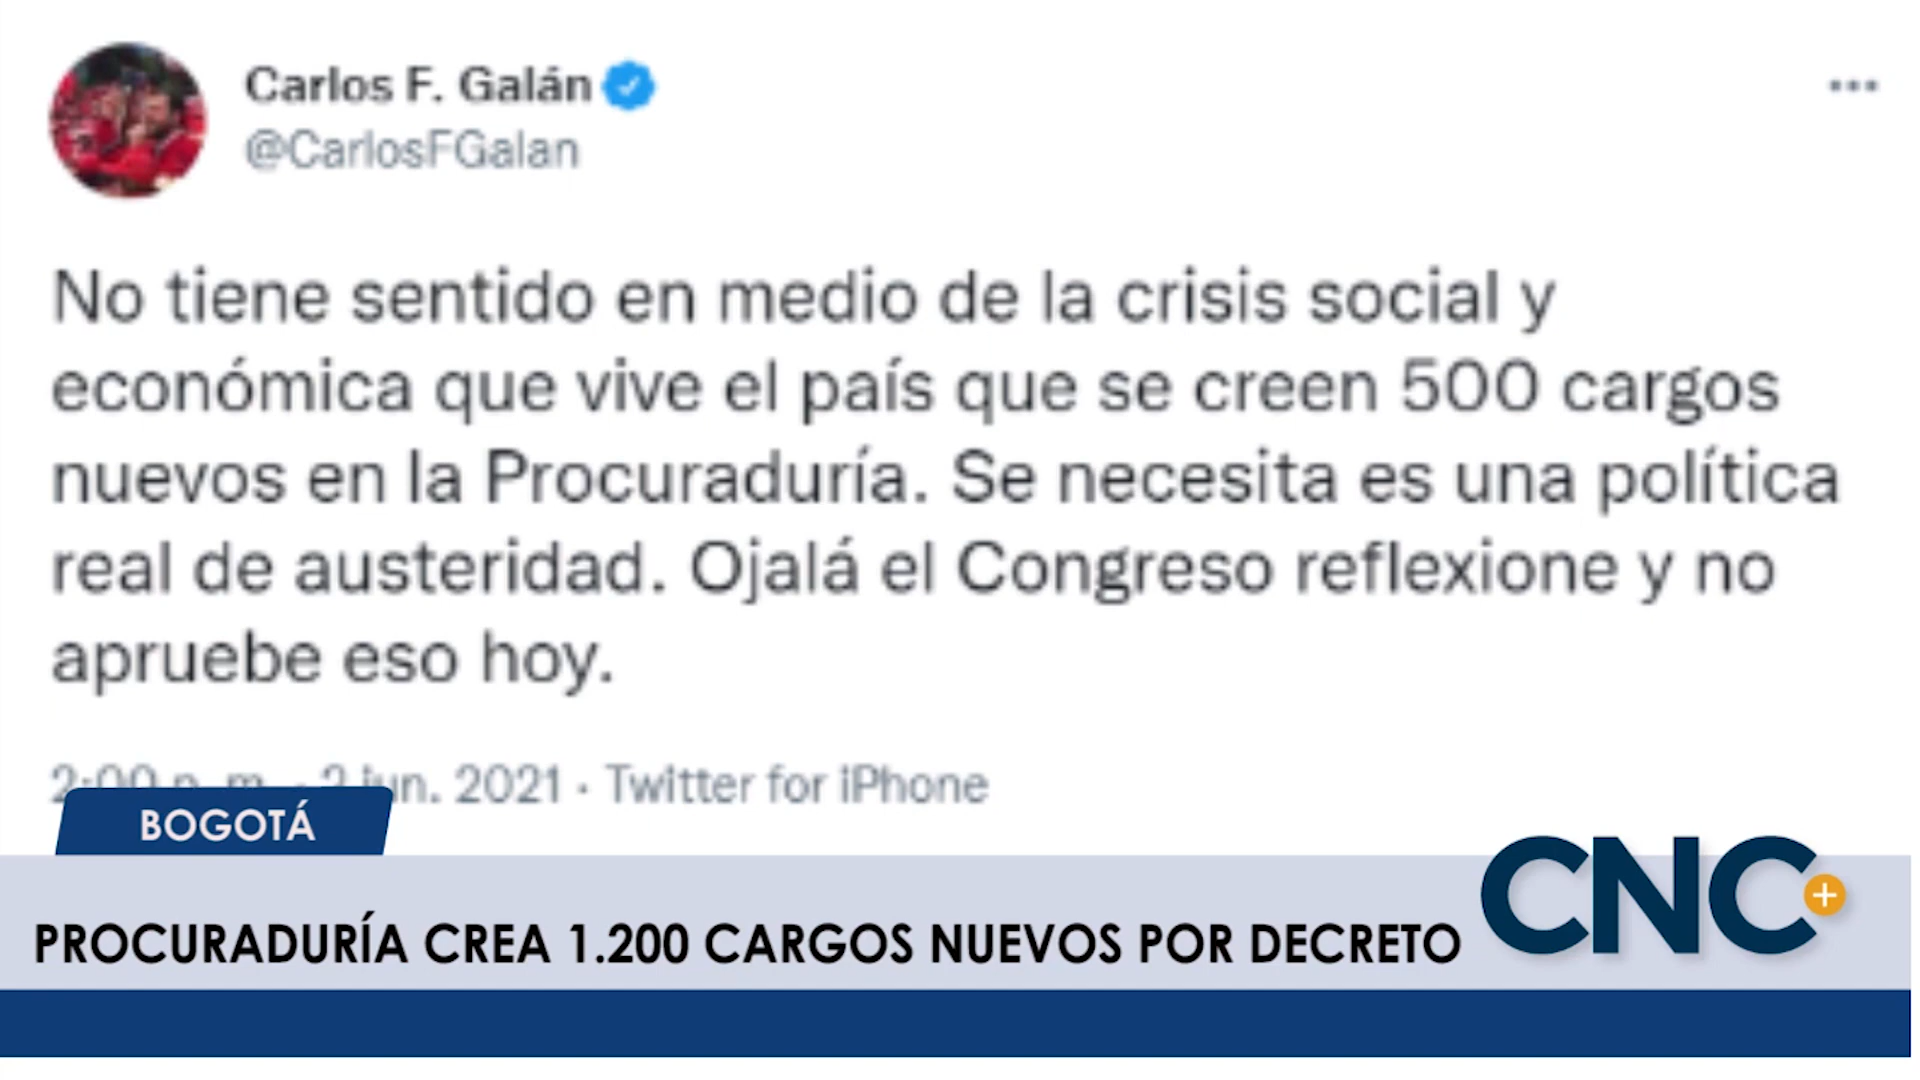 Carlos F. Galán
@CarlosFGalan
No tiene sentido en medio de la crisis social y
económica que vive el país que se creen 500 cargos
nuevos en la Procuraduría. Se necesita es una política
real de austeridad. Ojalá el Congreso reflexione y no
apruebe eso hoy.
2:00 p. m. · 2 jun. 2021 · Twitter for iPhone
BOGOTÁ
CNC+
PROCURADURÍA CREA 1.200 CARGOS NUEVOS POR DECRETO